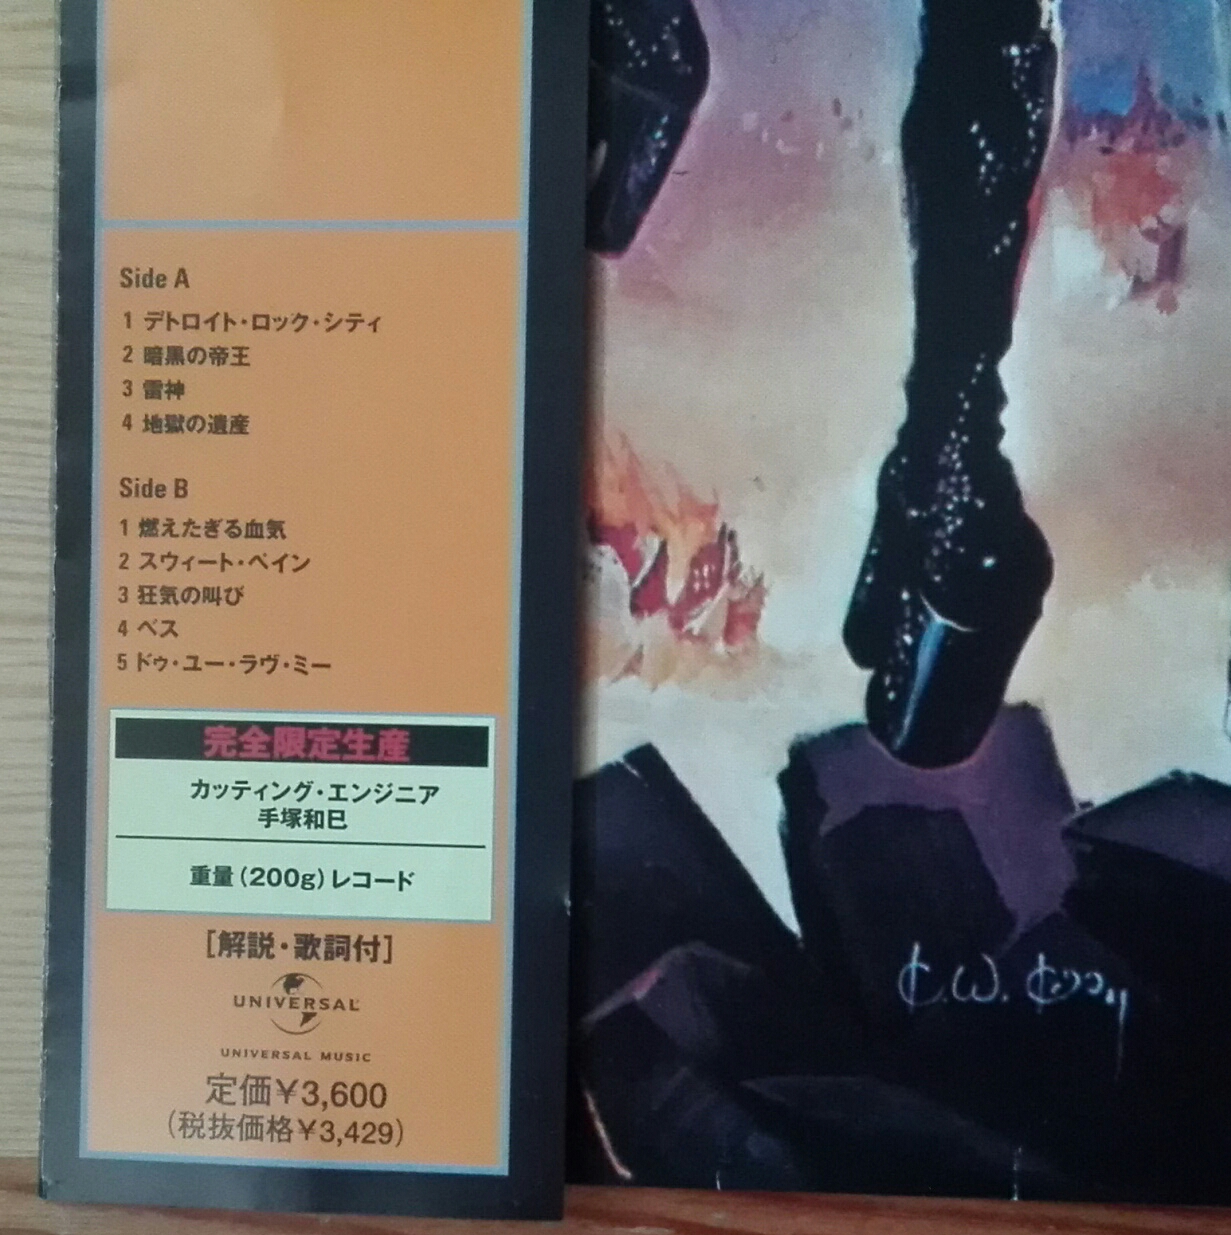 Side A
1 デトロイト・ロック・シティ
2 暗黒の帝王
3 雷神
4 地獄の遺産
Side B
1 燃えたぎる血気
2 スウィート・ペイン
3 狂気の叫び
4 ベス
5 ドゥ・ユー・ラヴ・ミー
完全限定生産
カッティング・エンジニア
手塚和巳
重量(200g)レコード
[解説・歌詞付]
UNIVERSAL
UNIVERSAL MUSIC
定価¥3,600
(税抜価格¥3,429)